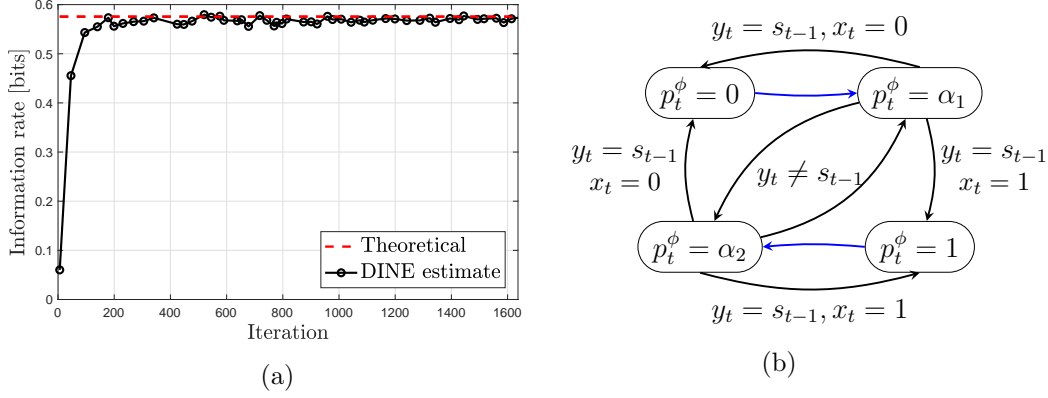 0.6
0.5
0.4
0.3
0.2
0.1
0
Information rate [bits]
0 200 400 600 800 1000 1200 1400 1600
Iteration
Theoretical
DINE estimate
(a)
y_t = s_{t−1}, x_t = 0
p_t^ϕ = 0
p_t^ϕ = α_1
y_t = s_{t−1}
x_t = 0
y_t ≠ s_{t−1}
y_t = s_{t−1}
x_t = 1
p_t^ϕ = α_2
p_t^ϕ = 1
y_t = s_{t−1}, x_t = 1
(b)